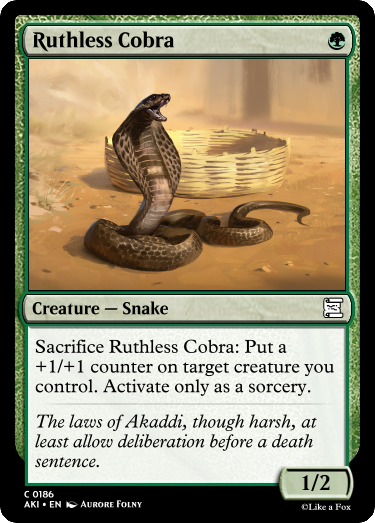 Ruthless Cobra
Creature — Snake
Sacrifice Ruthless Cobra: Put a
+1/+1 counter on target creature you
control. Activate only as a sorcery.
The laws of Akaddi, though harsh, at
least allow deliberation before a death
sentence.
1/2
C 0186
AKI • EN Aurore Folny
©Like a Fox